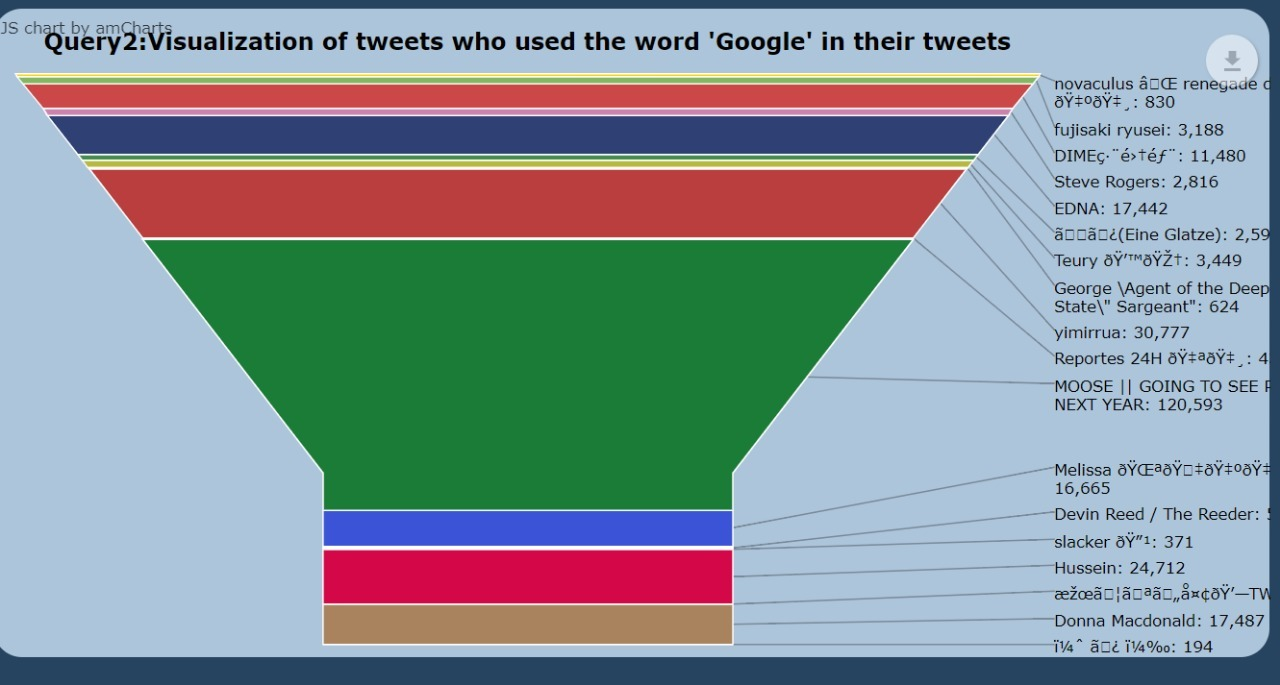 JS chart by amCharts
Query2:Visualization of tweets who used the word 'Google' in their tweets
novaculus â□Œ renegade
ðŸ‡ºðŸ‡¸: 830
fujisaki ryusei: 3,188
DIMEç·¨é›†éƒ¨: 11,480
Steve Rogers: 2,816
EDNA: 17,442
ã□□ã□¿(Eine Glatze): 2,59
Teury ðŸ’™ðŸŽ†: 3,449
George \Agent of the Deep
State\" Sargeant": 624
yimirrua: 30,777
Reportes 24H ðŸ‡ªðŸ‡¸: 4
MOOSE || GOING TO SEE
NEXT YEAR: 120,593
Melissa ðŸŒªðŸ□‡ðŸ‡ºðŸ‡
16,665
Devin Reed / The Reeder:
slacker ðŸ”¹: 371
Hussein: 24,712
æžœã□¦ã□ªã□„å¤¢ðŸ’—TW
Donna Macdonald: 17,487
ï¼ˆ ã□¿ ï¼‰: 194